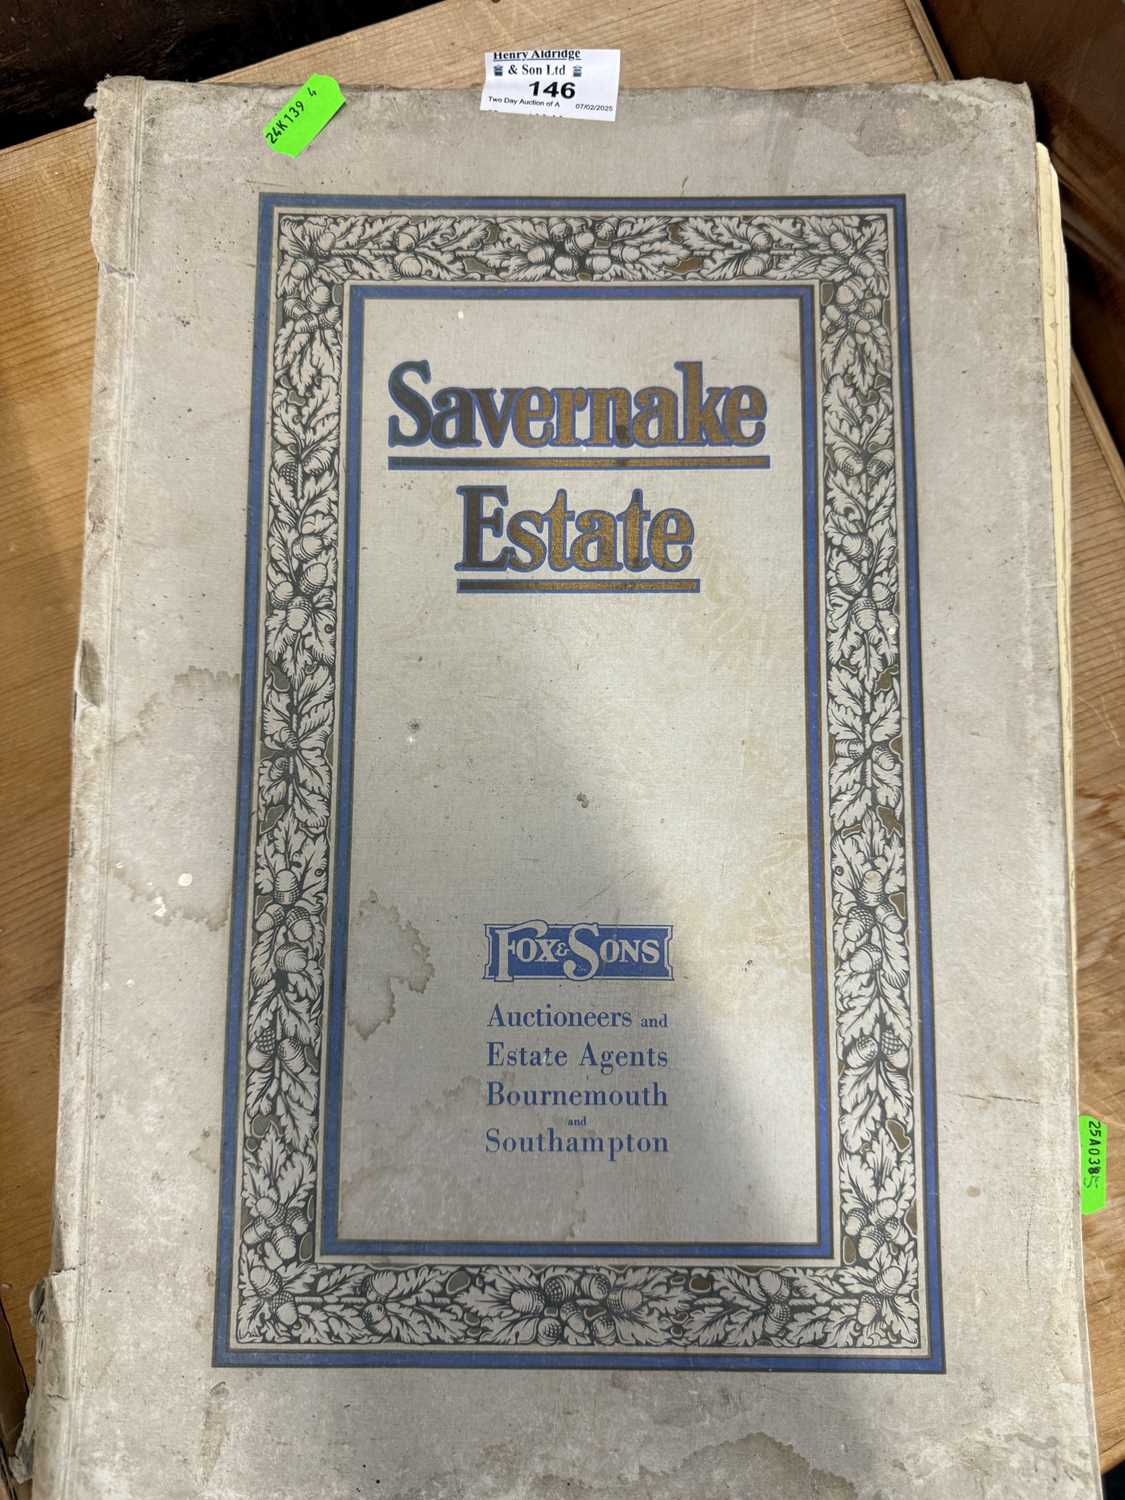 Henry Aldridge
& Son Ltd
146
Two Day Auction of A 07/02/2025
24K139 4
Savernake
Estate
FOX & SONS
Auctioneers and
Estate Agents
Bournemouth
and
Southampton
25A0385